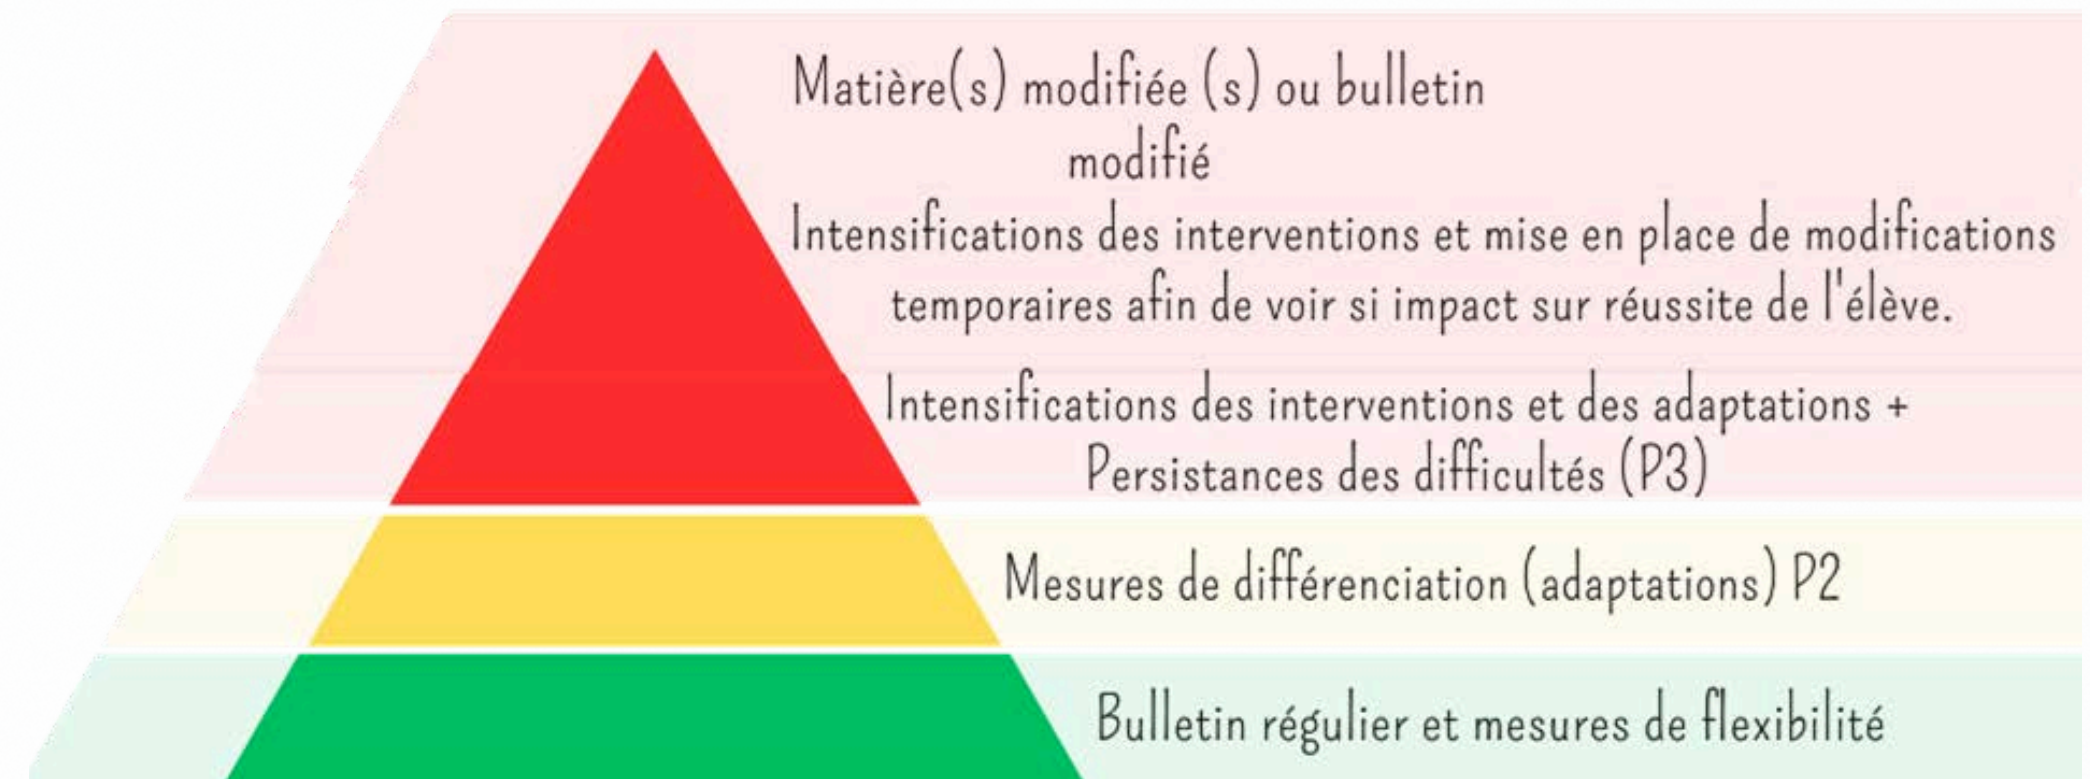 Matière(s) modifiée (s) ou bulletin
modifié
Intensifications des interventions et mise en place de modifications
temporaires afin de voir si impact sur réussite de l'élève.
Intensifications des interventions et des adaptations +
Persistances des difficultés (P3)
Mesures de différenciation (adaptations) P2
Bulletin régulier et mesures de flexibilité